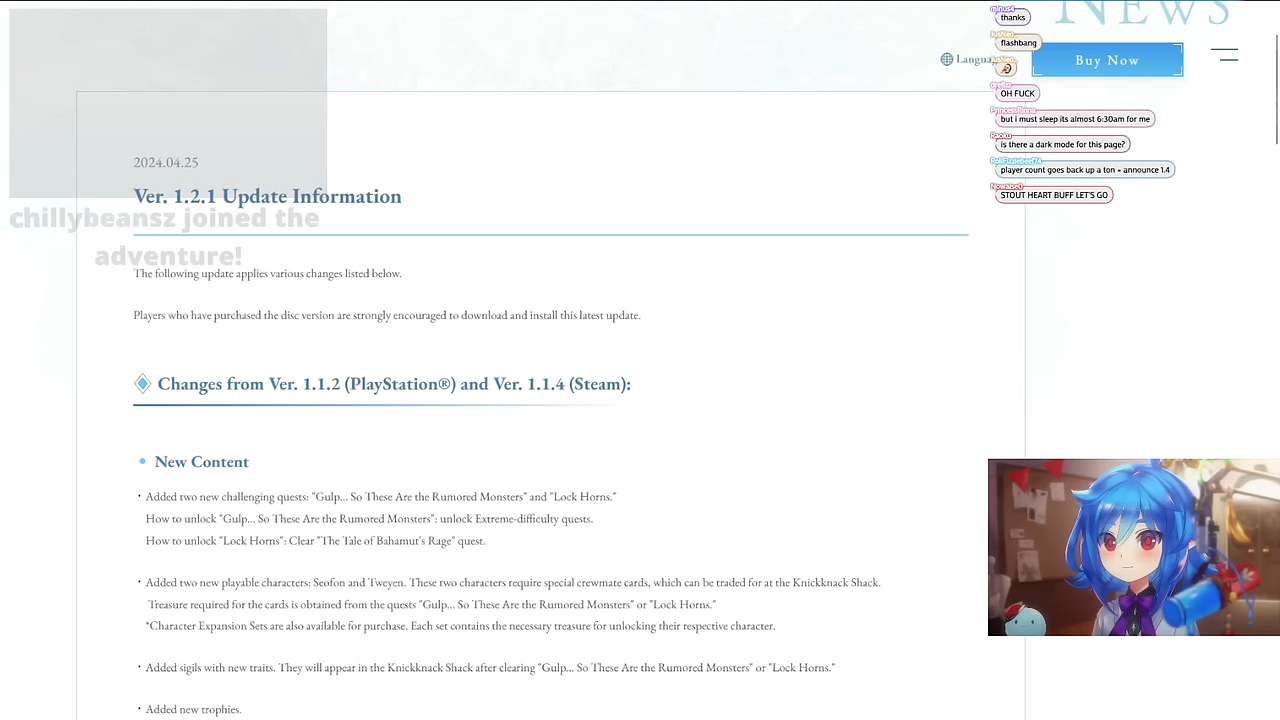 NEWS
minus4
thanks
flashbang
Buy Now
OH FUCK
PrincessRinna
but i must sleep its almost 6:30am for me
is there a dark mode for this page?
player count goes back up a ton - announce 1.4
STOUT HEART BUFF LET'S GO
2024.04.25
Ver. 1.2.1 Update Information
chillybeansz joined the
adventure!
The following update applies various changes listed below.
Players who have purchased the disc version are strongly encouraged to download and install this latest update.
Changes from Ver. 1.1.2 (PlayStation®) and Ver. 1.1.4 (Steam):
• New Content
・Added two new challenging quests: "Gulp... So These Are the Rumored Monsters" and "Lock Horns."
How to unlock "Gulp... So These Are the Rumored Monsters": unlock Extreme-difficulty quests.
How to unlock "Lock Horns": Clear "The Tale of Bahamut's Rage" quest.
・Added two new playable characters: Seofon and Tweyen. These two characters require special crewmate cards, which can be traded for at the Knickknack Shack.
Treasure required for the cards is obtained from the quests "Gulp... So These Are the Rumored Monsters" or "Lock Horns."
*Character Expansion Sets are also available for purchase. Each set contains the necessary treasure for unlocking their respective character.
・Added sigils with new traits. They will appear in the Knickknack Shack after clearing "Gulp... So These Are the Rumored Monsters" or "Lock Horns."
・Added new trophies.